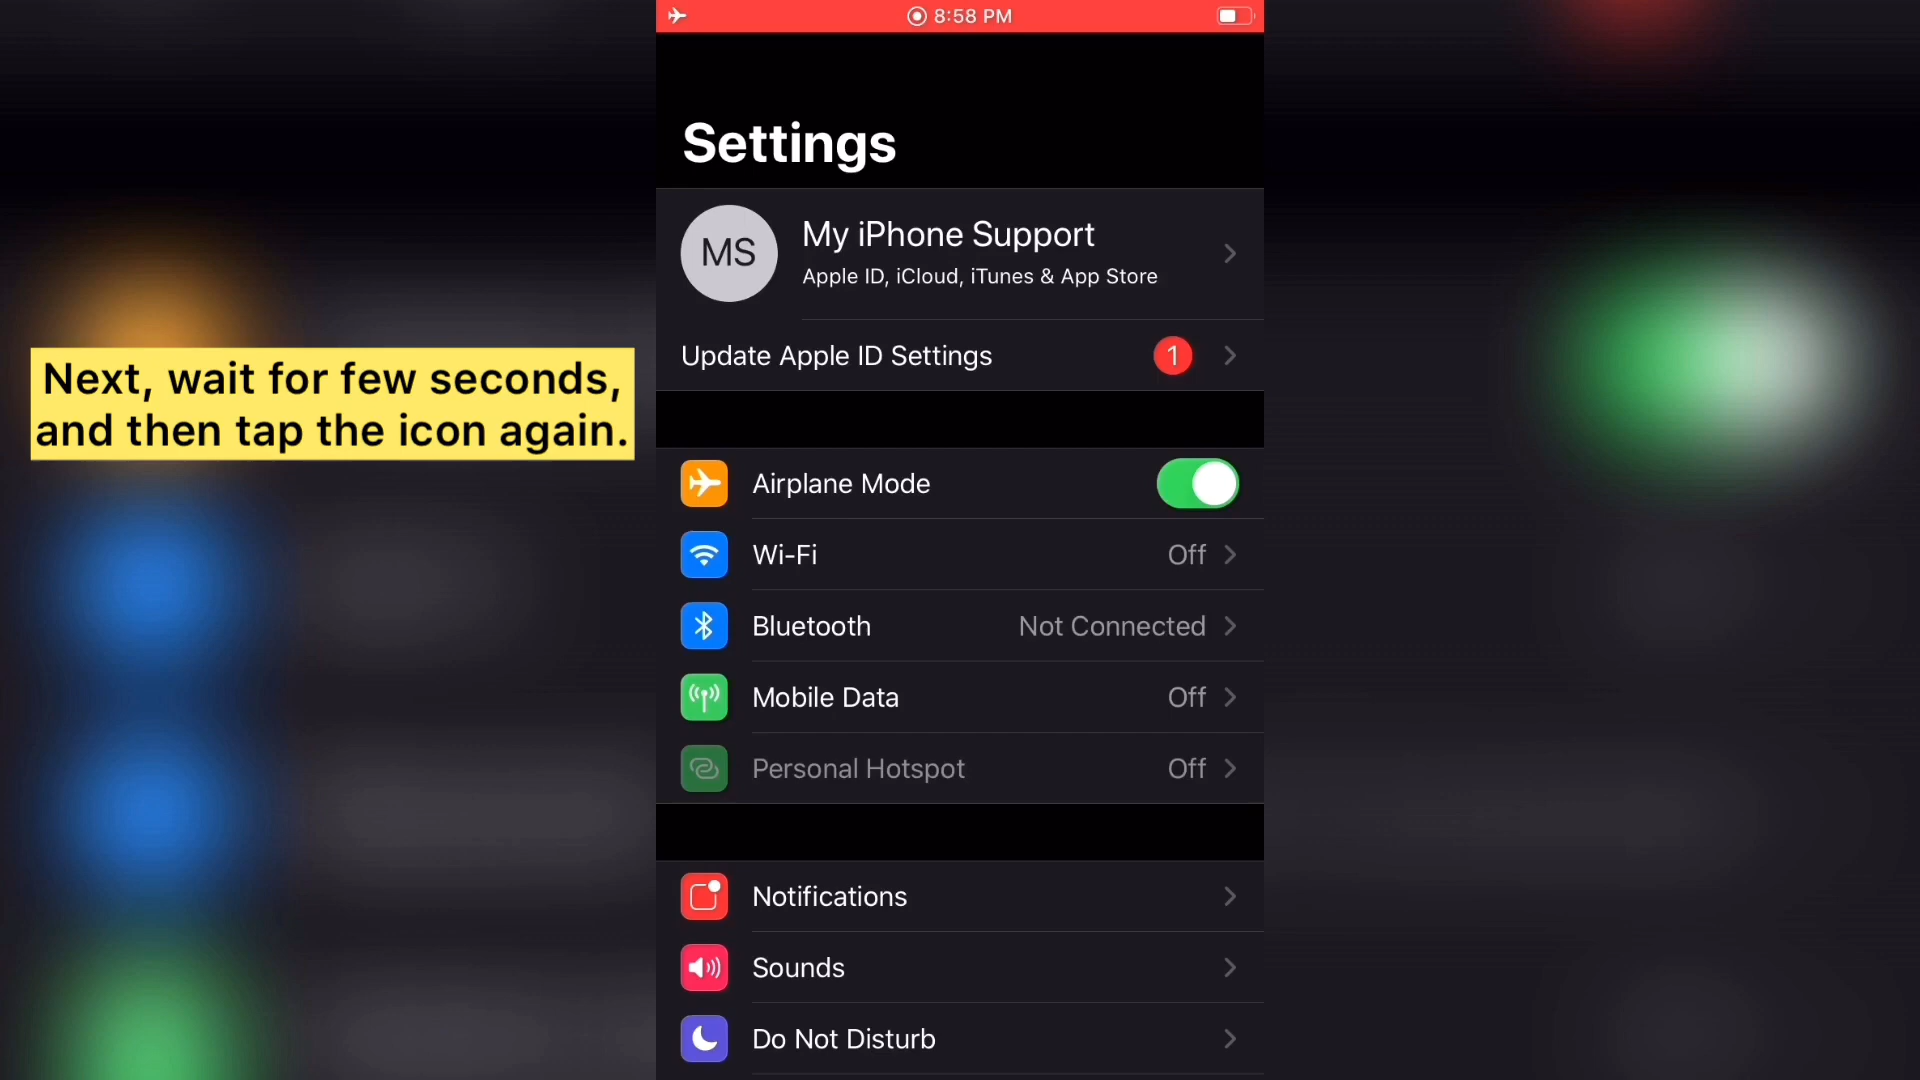 8:58 PM
Settings
MS
My iPhone Support
Apple ID, iCloud, iTunes & App Store
Update Apple ID Settings 1
Next, wait for few seconds,
and then tap the icon again.
Airplane Mode
Wi-Fi Off
Bluetooth Not Connected
Mobile Data Off
Personal Hotspot Off
Notifications
Sounds
Do Not Disturb